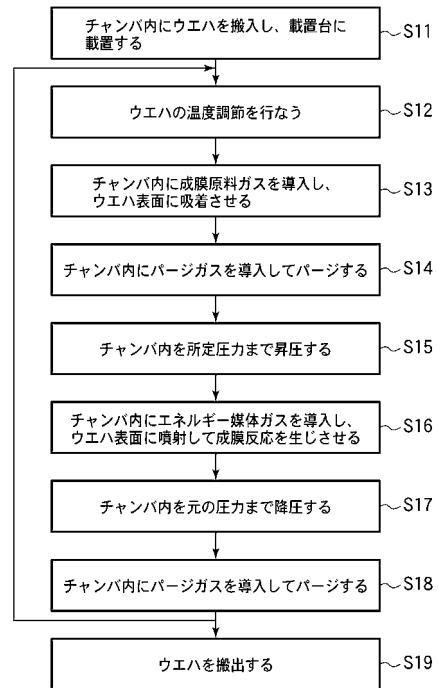 チャンバ内にウエハを搬入し、載置台に
載置する
S11
ウエハの温度調節を行なう
S12
チャンバ内に成膜原料ガスを導入し、
ウエハ表面に吸着させる
S13
チャンバ内にパージガスを導入してパージする
S14
チャンバ内を所定圧力まで昇圧する
S15
チャンバ内にエネルギー媒体ガスを導入し、
ウエハ表面に噴射して成膜反応を生じさせる
S16
チャンバ内を元の圧力まで降圧する
S17
チャンバ内にパージガスを導入してパージする
S18
ウエハを搬出する
S19